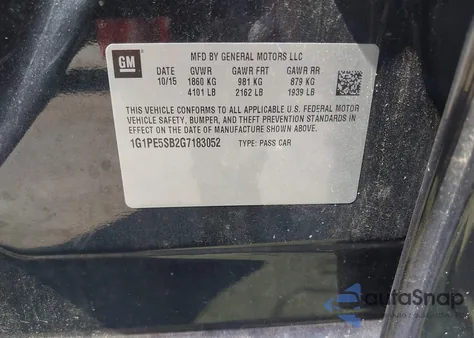 GM
MFD BY GENERAL MOTORS LLC
DATE GVWR GAWR FRT GAWR RR
10/15 1860 KG 981 KG 879 KG
4101 LB 2162 LB 1939 LB
THIS VEHICLE CONFORMS TO ALL APPLICABLE U.S. FEDERAL MOTOR
VEHICLE SAFETY, BUMPER, AND THEFT PREVENTION STANDARDS
IN EFFECT ON THE DATE OF MANUFACTURE SHOWN ABOVE.
1G1PE5SB2G7183052 TYPE: PASS CAR
autoSnap